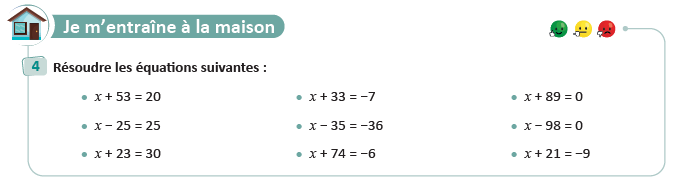 Je m'entraîne à la maison
4 Résoudre les équations suivantes :
• x + 53 = 20 • x + 33 = −7 • x + 89 = 0
• x − 25 = 25 • x − 35 = −36 • x − 98 = 0
• x + 23 = 30 • x + 74 = −6 • x + 21 = −9